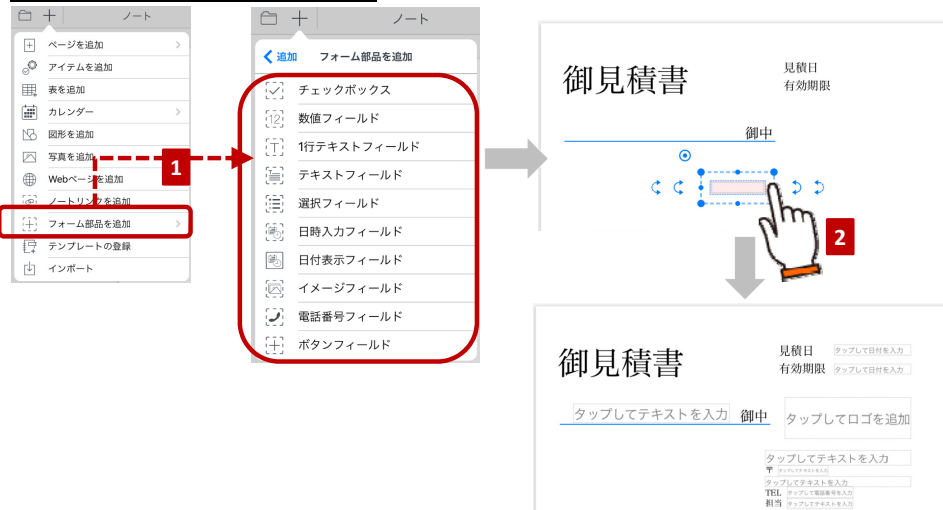 ノート
ページを追加
アイテムを追加
表を追加
カレンダー
図形を追加
写真を追加
Webページを追加
ノートリンクを追加
フォーム部品を追加
テンプレートの登録
インポート
1
ノート
追加 フォーム部品を追加
チェックボックス
数値フィールド
1行テキストフィールド
テキストフィールド
選択フィールド
日時入力フィールド
日付表示フィールド
イメージフィールド
電話番号フィールド
ボタンフィールド
御見積書
見積日
有効期限
御中
2
御見積書
見積日 タップして日付を入力
有効期限 タップして日付を入力
タップしてテキストを入力 御中
タップしてロゴを追加
タップしてテキストを入力
〒 タップしてテキストを入力
タップしてテキストを入力
TEL タップして電話番号を入力
担当 タップしてテキストを入力